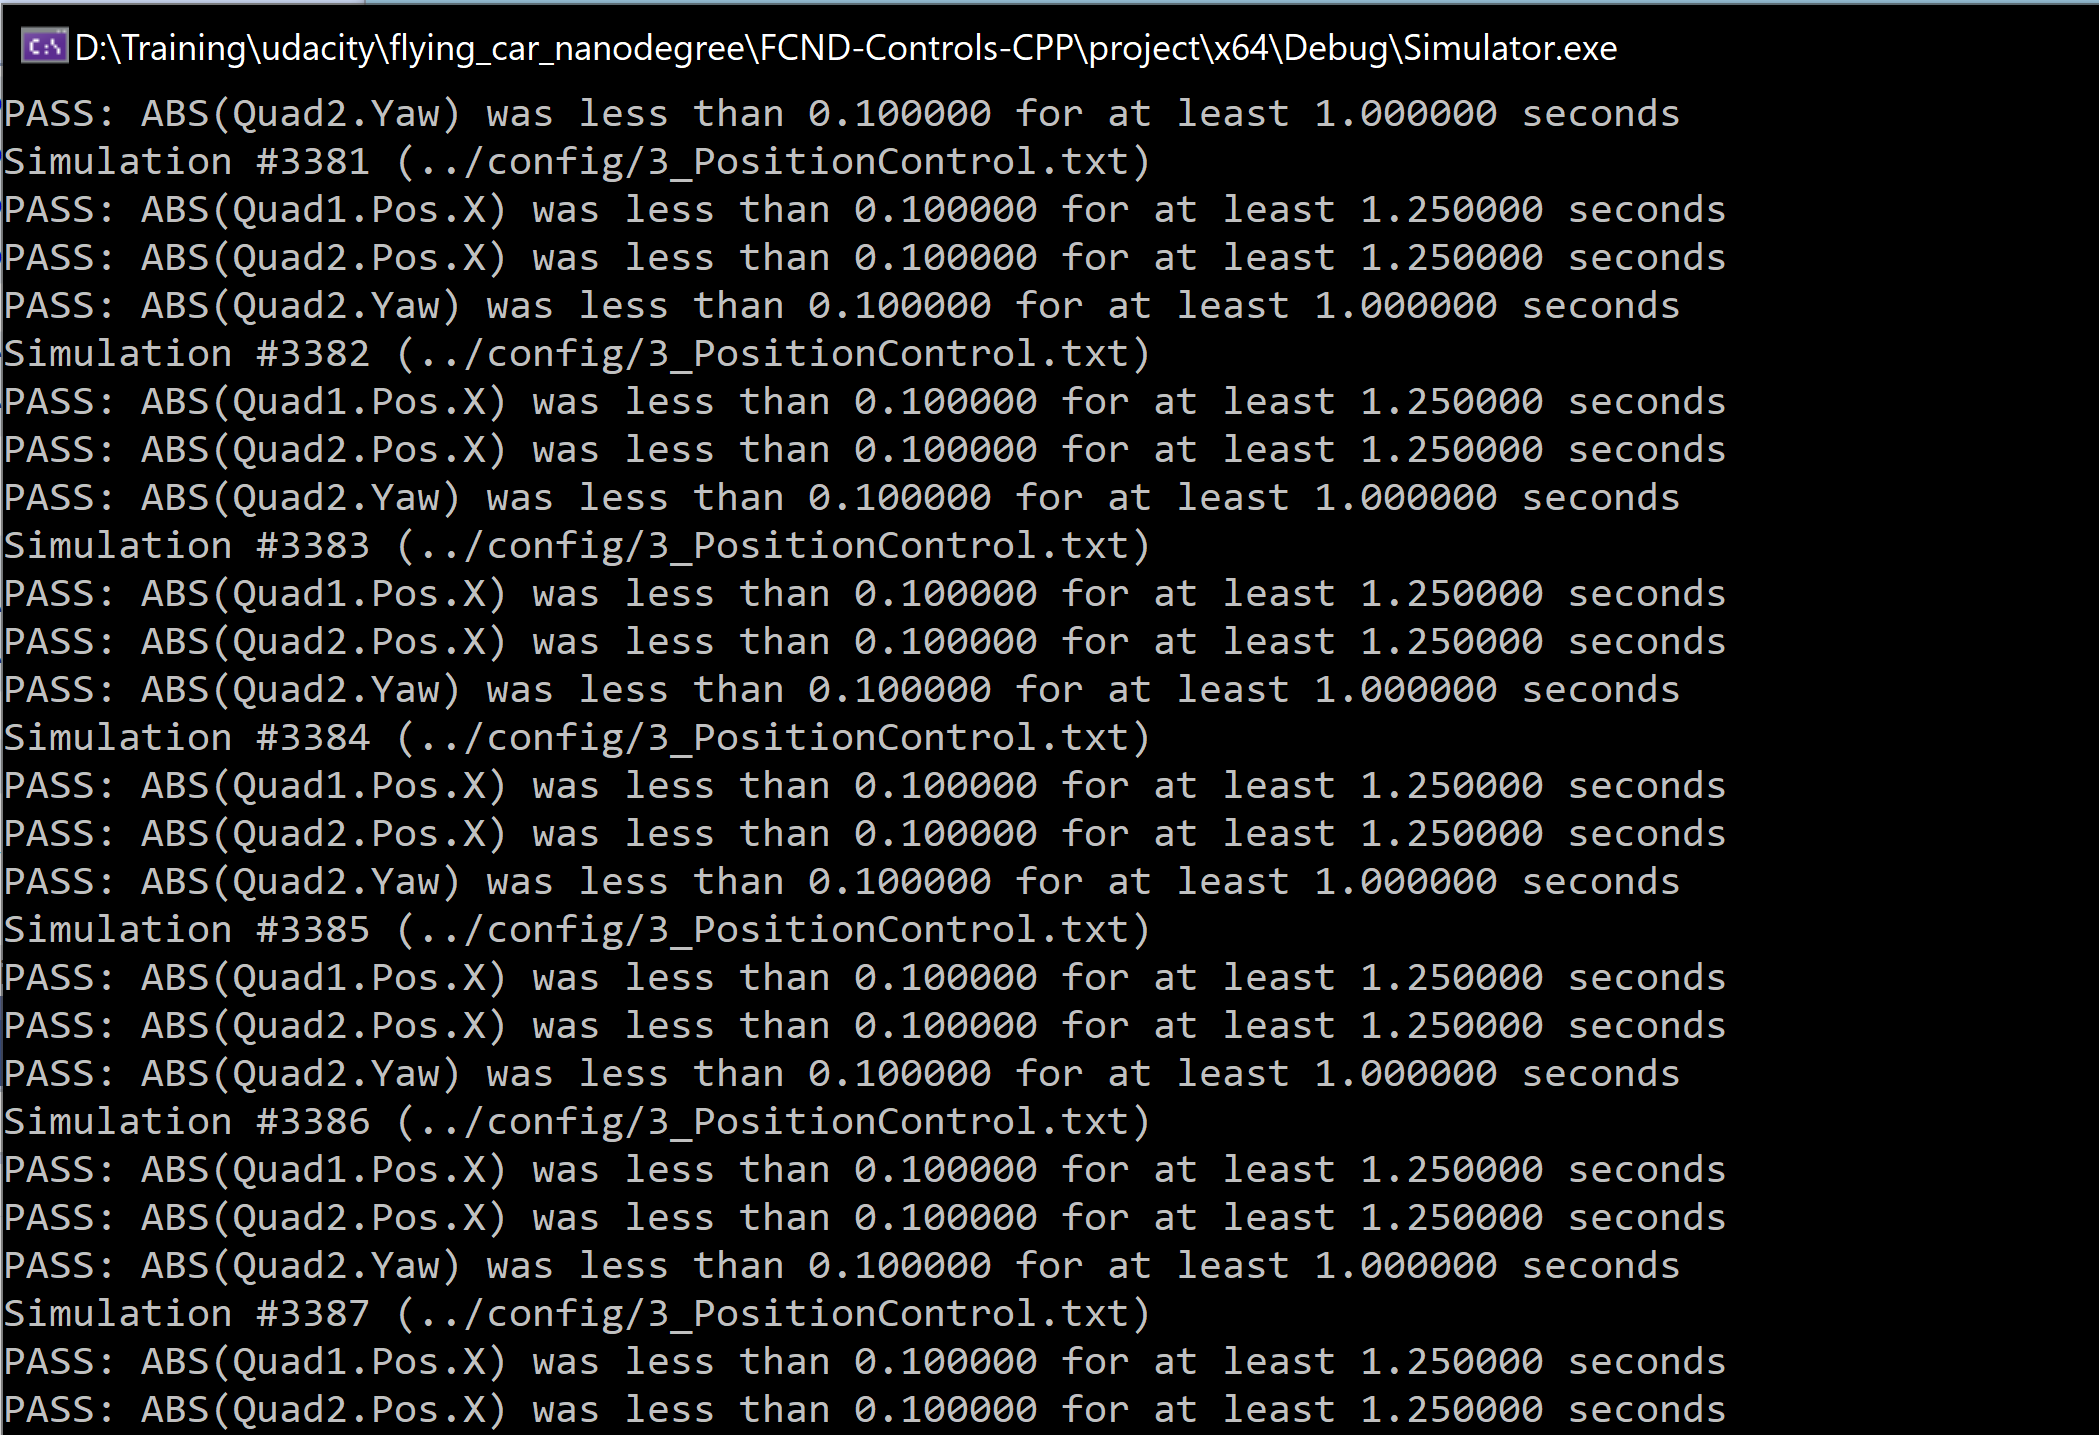 D:\Training\udacity\flying_car_nanodegree\FCND-Controls-CPP\project\x64\Debug\Simulator.exe
PASS: ABS(Quad2.Yaw) was less than 0.100000 for at least 1.000000 seconds
Simulation #3381 (../config/3_PositionControl.txt)
PASS: ABS(Quad1.Pos.X) was less than 0.100000 for at least 1.250000 seconds
PASS: ABS(Quad2.Pos.X) was less than 0.100000 for at least 1.250000 seconds
PASS: ABS(Quad2.Yaw) was less than 0.100000 for at least 1.000000 seconds
Simulation #3382 (../config/3_PositionControl.txt)
PASS: ABS(Quad1.Pos.X) was less than 0.100000 for at least 1.250000 seconds
PASS: ABS(Quad2.Pos.X) was less than 0.100000 for at least 1.250000 seconds
PASS: ABS(Quad2.Yaw) was less than 0.100000 for at least 1.000000 seconds
Simulation #3383 (../config/3_PositionControl.txt)
PASS: ABS(Quad1.Pos.X) was less than 0.100000 for at least 1.250000 seconds
PASS: ABS(Quad2.Pos.X) was less than 0.100000 for at least 1.250000 seconds
PASS: ABS(Quad2.Yaw) was less than 0.100000 for at least 1.000000 seconds
Simulation #3384 (../config/3_PositionControl.txt)
PASS: ABS(Quad1.Pos.X) was less than 0.100000 for at least 1.250000 seconds
PASS: ABS(Quad2.Pos.X) was less than 0.100000 for at least 1.250000 seconds
PASS: ABS(Quad2.Yaw) was less than 0.100000 for at least 1.000000 seconds
Simulation #3385 (../config/3_PositionControl.txt)
PASS: ABS(Quad1.Pos.X) was less than 0.100000 for at least 1.250000 seconds
PASS: ABS(Quad2.Pos.X) was less than 0.100000 for at least 1.250000 seconds
PASS: ABS(Quad2.Yaw) was less than 0.100000 for at least 1.000000 seconds
Simulation #3386 (../config/3_PositionControl.txt)
PASS: ABS(Quad1.Pos.X) was less than 0.100000 for at least 1.250000 seconds
PASS: ABS(Quad2.Pos.X) was less than 0.100000 for at least 1.250000 seconds
PASS: ABS(Quad2.Yaw) was less than 0.100000 for at least 1.000000 seconds
Simulation #3387 (../config/3_PositionControl.txt)
PASS: ABS(Quad1.Pos.X) was less than 0.100000 for at least 1.250000 seconds
PASS: ABS(Quad2.Pos.X) was less than 0.100000 for at least 1.250000 seconds